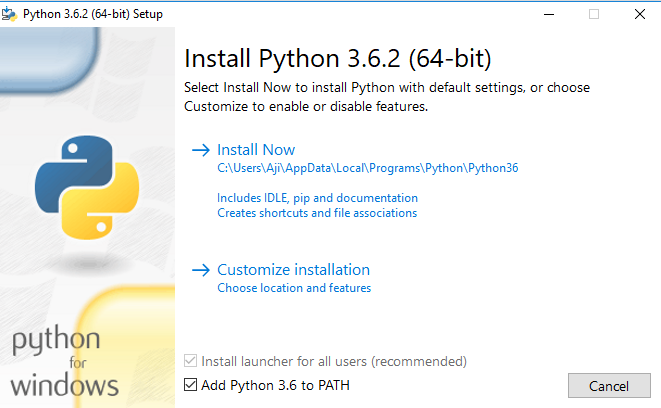 Python 3.6.2 (64-bit) Setup
Install Python 3.6.2 (64-bit)
Select Install Now to install Python with default settings, or choose
Customize to enable or disable features.
Install Now
C:\Users\Aji\AppData\Local\Programs\Python\Python36
Includes IDLE, pip and documentation
Creates shortcuts and file associations
Customize installation
Choose location and features
python
for
windows
Install launcher for all users (recommended)
Add Python 3.6 to PATH
Cancel